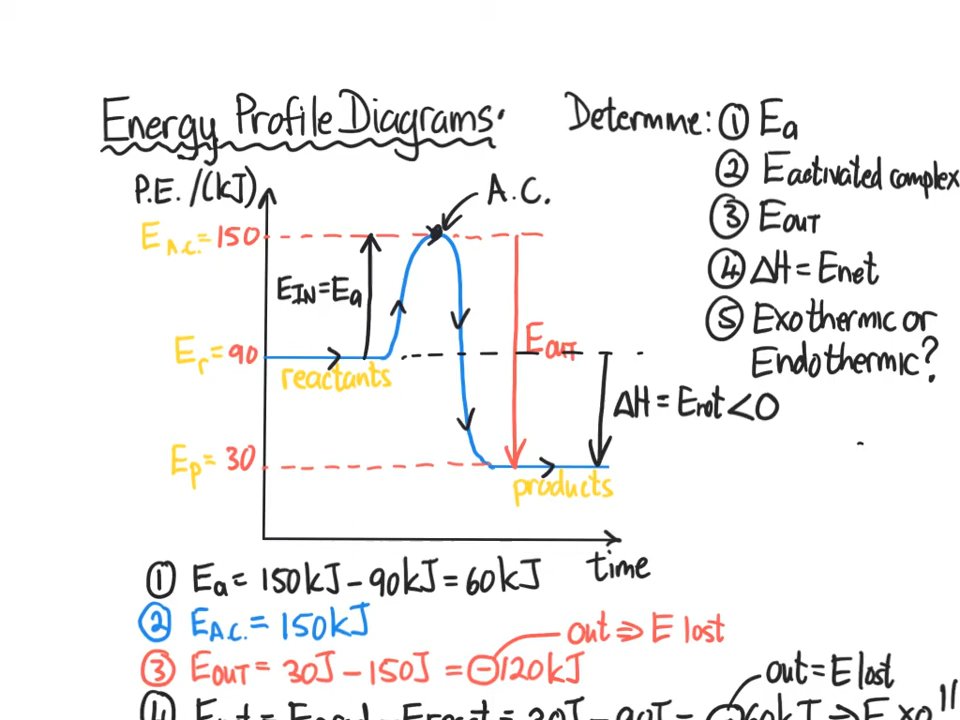 Energy Profile Diagrams.
Determine: ① Ea
② Eactivated complex
③ EOUT
④ ΔH = Enet
⑤ Exothermic or
Endothermic?
P.E. /(kJ)
A.C.
EA.C. = 150
EIN = Ea
Er = 90
EOUT
reactants
ΔH = Enet < 0
Ep = 30
products
time
① Ea = 150kJ - 90kJ = 60kJ
② EA.C. = 150kJ
out ⇒ E lost
③ EOUT = 30J - 150J = -120kJ
out = E lost